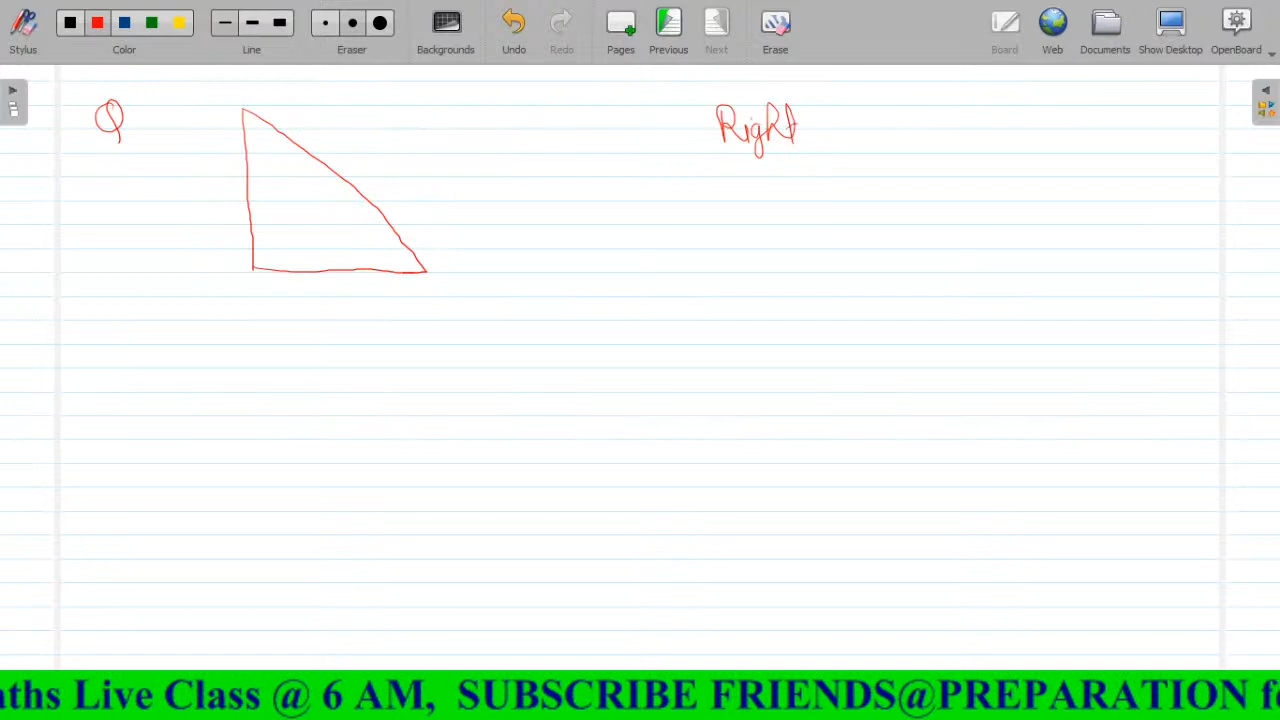 Stylus Color Line Eraser Backgrounds Undo Redo Pages Previous Next Erase Board Web Documents Show Desktop OpenBoard
Q Right
aths Live Class @ 6 AM, SUBSCRIBE FRIENDS@PREPARATION fo